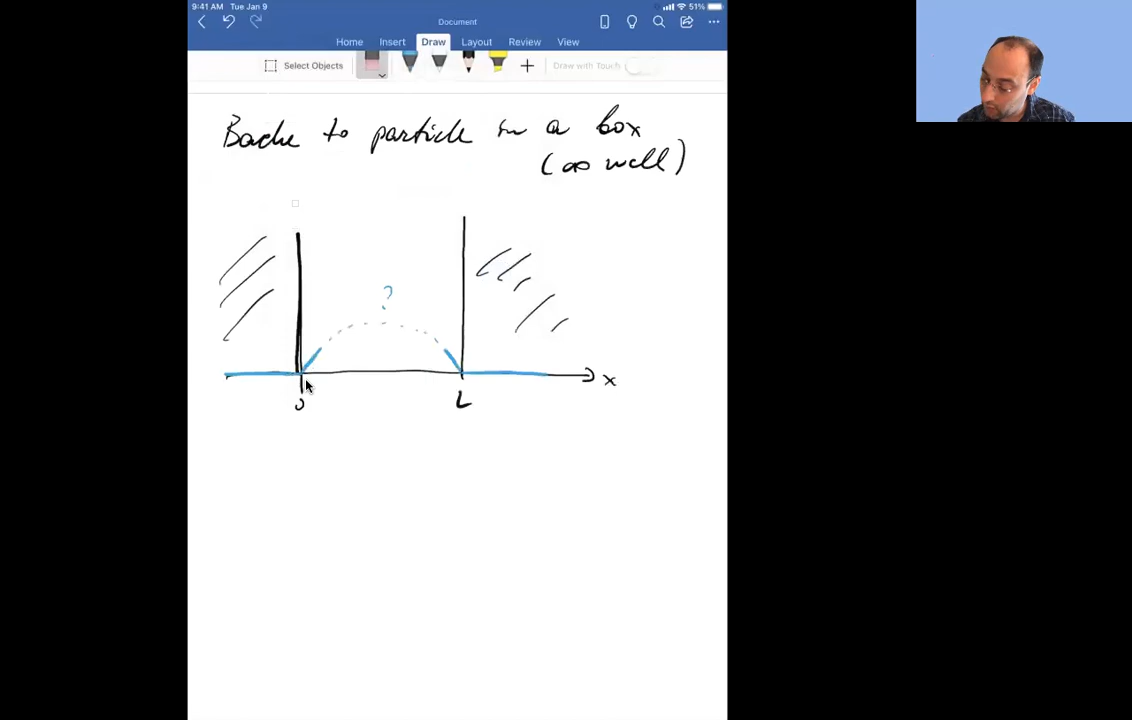 9:41 AM Tue Jan 9
51%
Document
Home Insert Draw Layout Review View
Select Objects
Draw with Touch
Back to particle in a box
(∞ well)
?
0
L
x